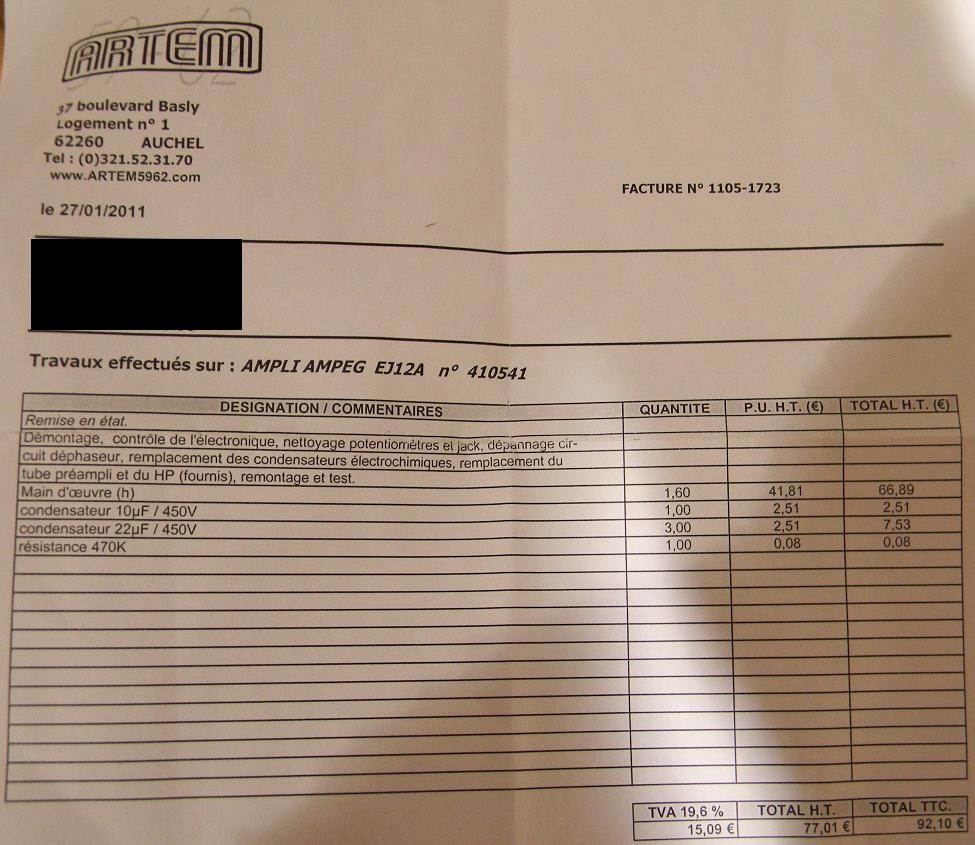 ARTEM
37 boulevard Basly
Logement n° 1
62260 AUCHEL
Tel : (0)321.52.31.70
www.ARTEM5962.com
FACTURE N° 1105-1723
le 27/01/2011
Travaux effectués sur : AMPLI AMPEG EJ12A n° 410541
DESIGNATION / COMMENTAIRES QUANTITE P.U. H.T. (€) TOTAL H.T. (€)
Remise en état.
Démontage, contrôle de l'électronique, nettoyage potentiomètres et jack, dépannage cir-
cuit déphaseur, remplacement des condensateurs électrochimiques, remplacement du
tube préampli et du HP (fournis), remontage et test.
Main d'œuvre (h) 1,60 41,81 66,89
condensateur 10µF / 450V 1,00 2,51 2,51
condensateur 22µF / 450V 3,00 2,51 7,53
résistance 470K 1,00 0,08 0,08
TVA 19,6 % TOTAL H.T. TOTAL TTC.
15,09 € 77,01 € 92,10 €